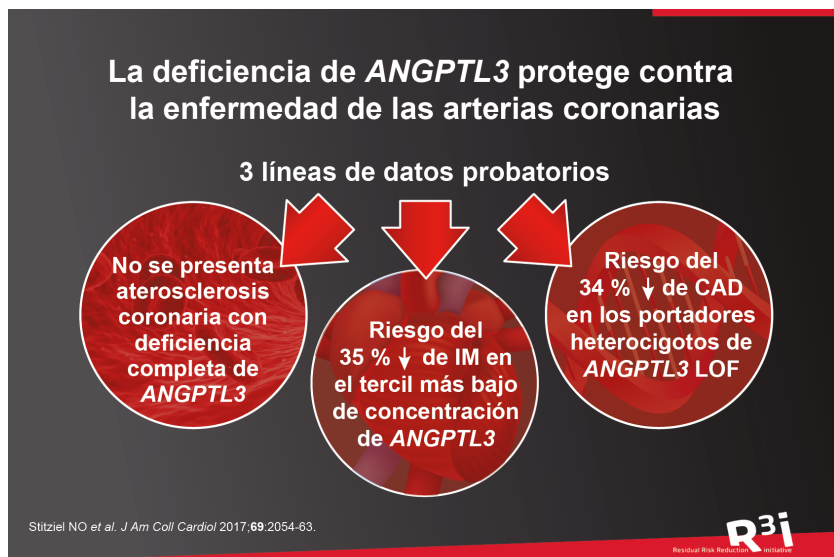 La deficiencia de ANGPTL3 protege contra
la enfermedad de las arterias coronarias
3 líneas de datos probatorios
No se presenta
aterosclerosis
coronaria con
deficiencia
completa de
ANGPTL3
Riesgo del
35 % ↓ de IM en
el tercil más bajo
de concentración
de ANGPTL3
Riesgo del
34 % ↓ de CAD
en los portadores
heterocigotos de
ANGPTL3 LOF
Stitziel NO et al. J Am Coll Cardiol 2017;69:2054-63.
R3i
Residual Risk Reduction initiative